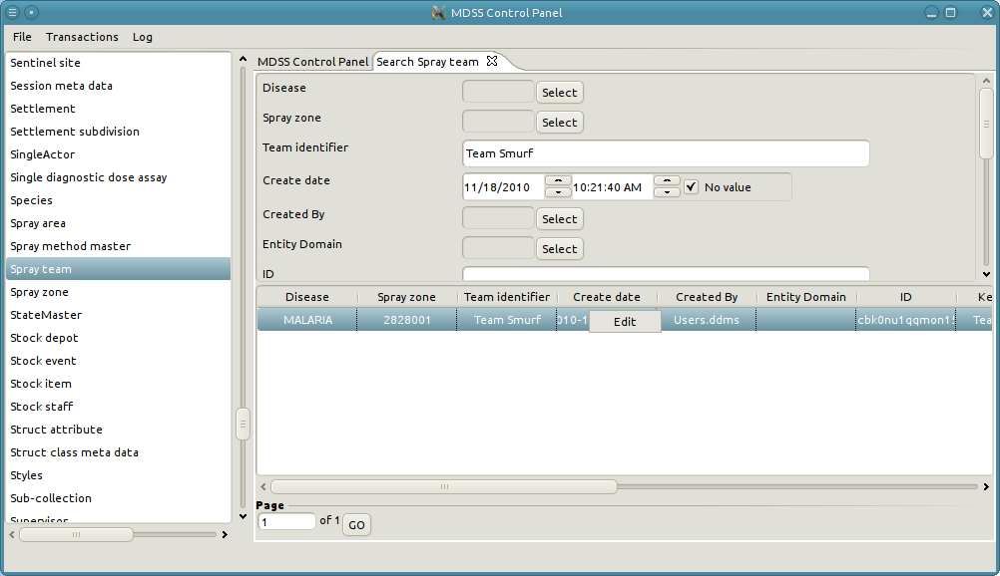 MDSS Control Panel
File Transactions Log
Sentinel site
Session meta data
Settlement
Settlement subdivision
SingleActor
Single diagnostic dose assay
Species
Spray area
Spray method master
Spray team
Spray zone
StateMaster
Stock depot
Stock event
Stock item
Stock staff
Struct attribute
Struct class meta data
Styles
Sub-collection
Supervisor
MDSS Control Panel Search Spray team
Disease Select
Spray zone Select
Team identifier Team Smurf
Create date 11/18/2010 10:21:40 AM No value
Created By Select
Entity Domain Select
ID
Disease Spray zone Team identifier Create date Created By Entity Domain ID Ke
MALARIA 2828001 Team Smurf 010-1 Edit Users.ddms cbk0nu1qqmon15 Tea
Page
1 of 1 GO